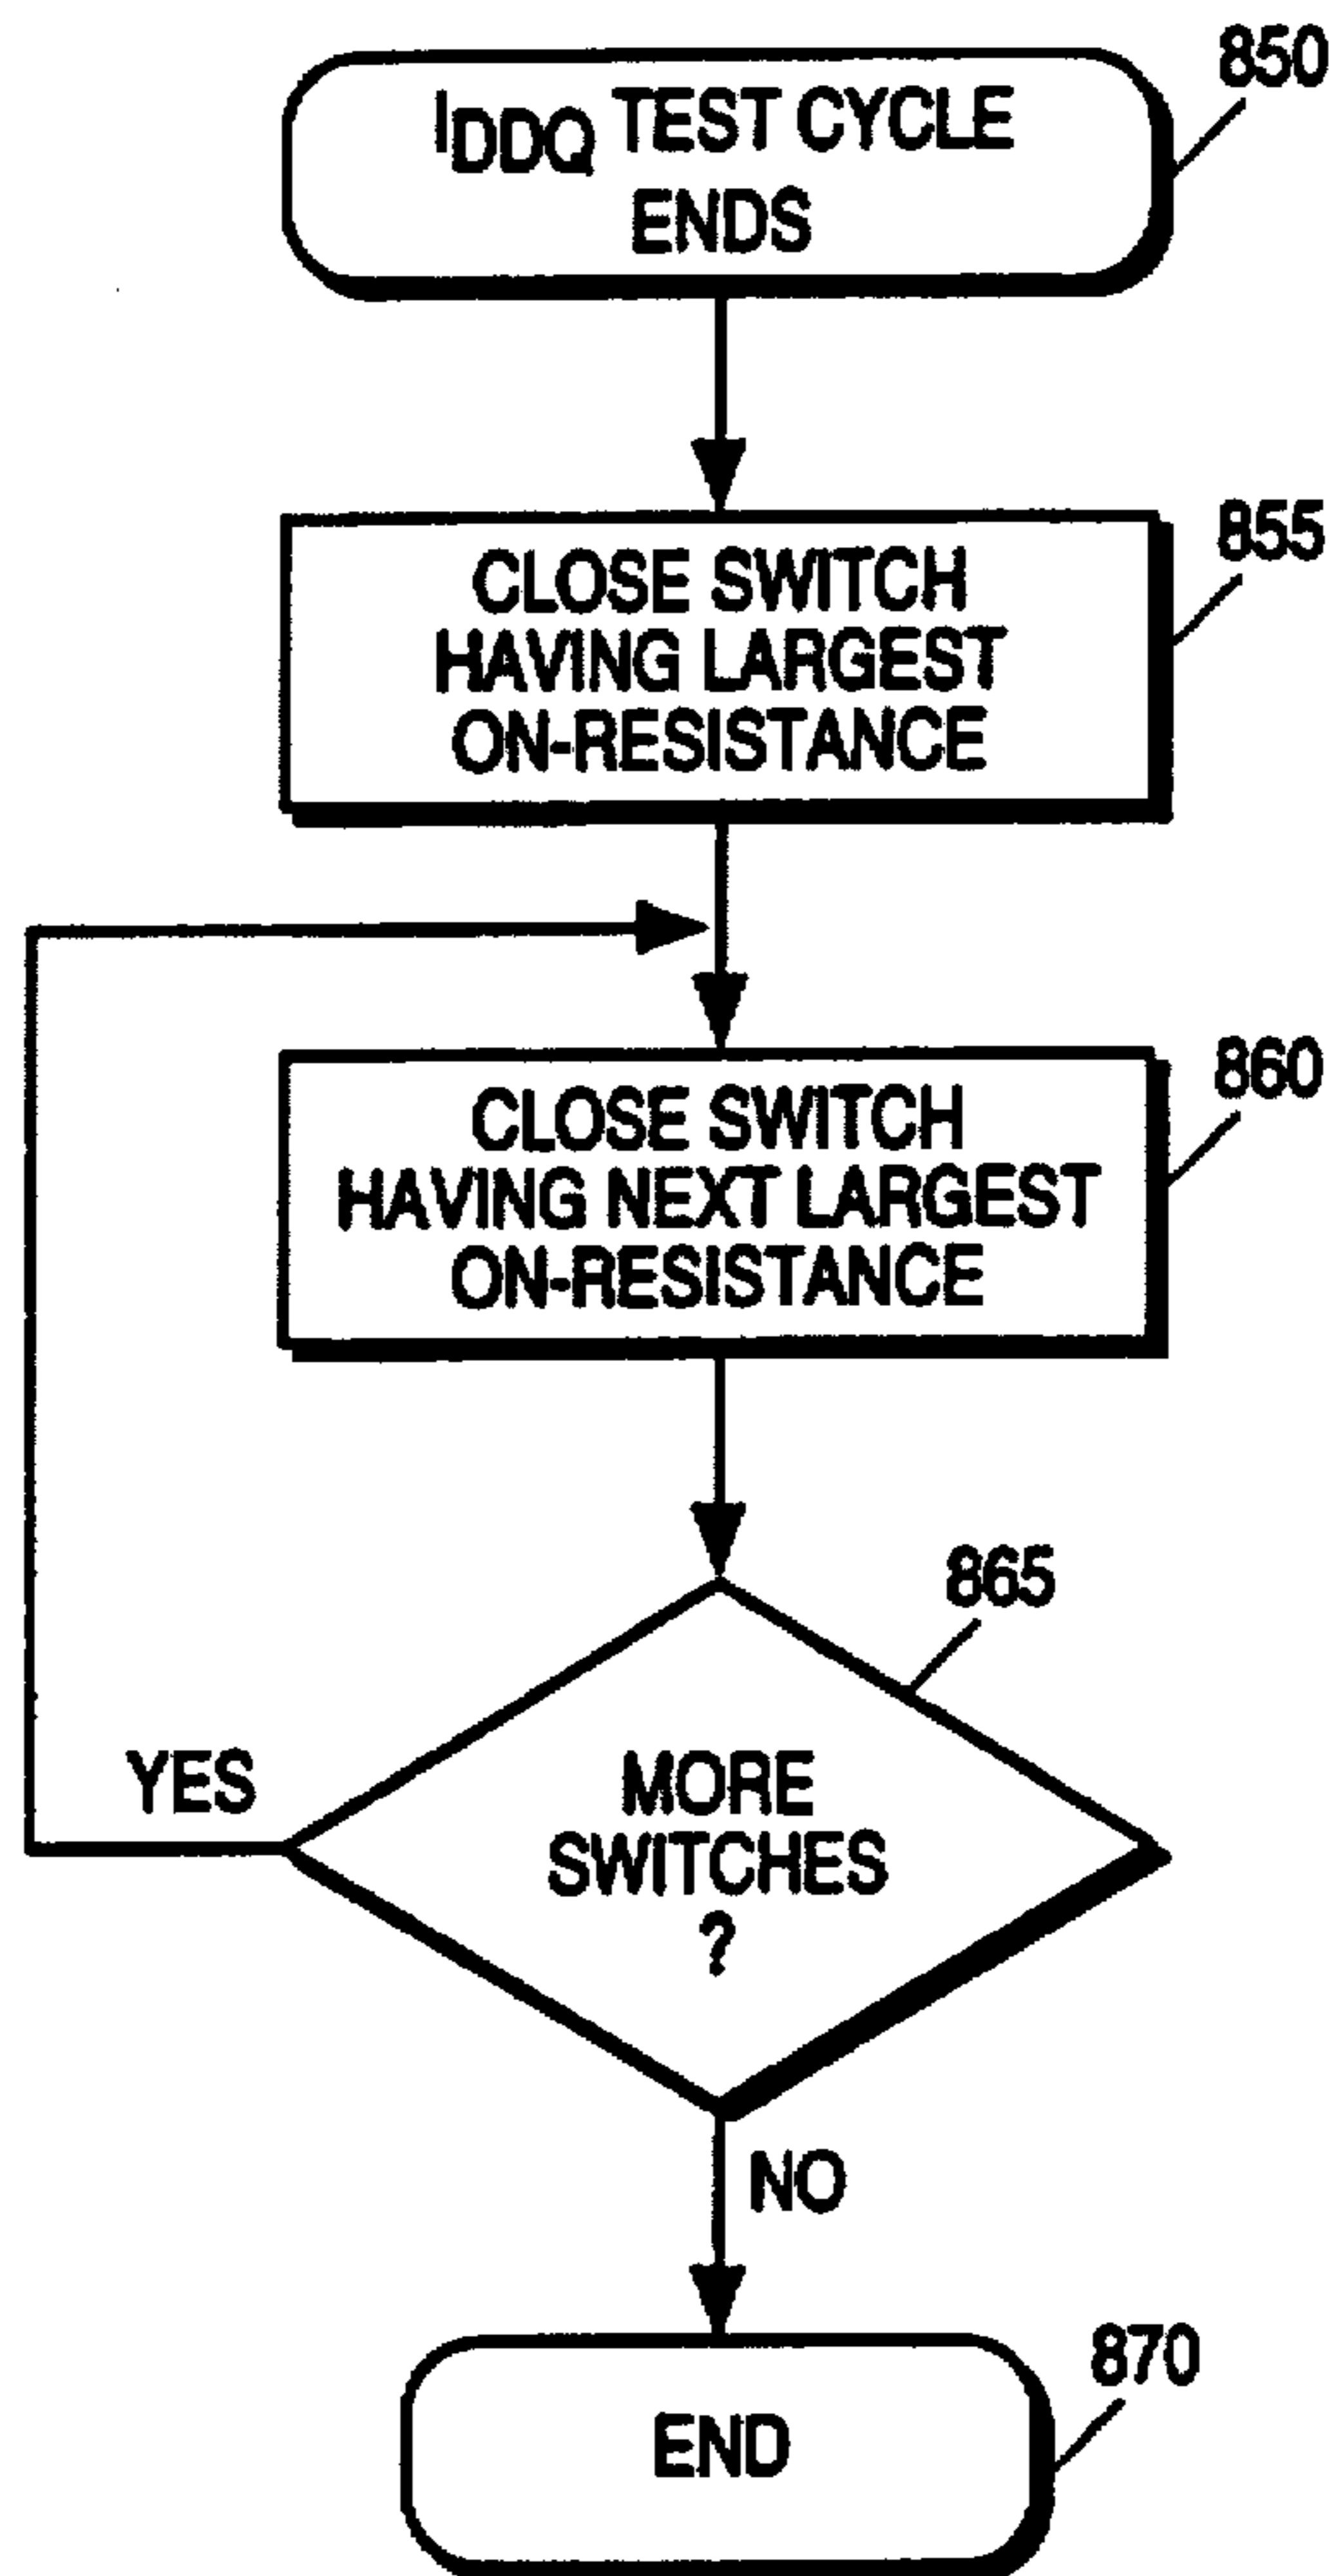 850
IDDQ TEST CYCLE
ENDS
855
CLOSE SWITCH
HAVING LARGEST
ON-RESISTANCE
860
CLOSE SWITCH
HAVING NEXT LARGEST
ON-RESISTANCE
865
YES
MORE
SWITCHES
?
NO
870
END